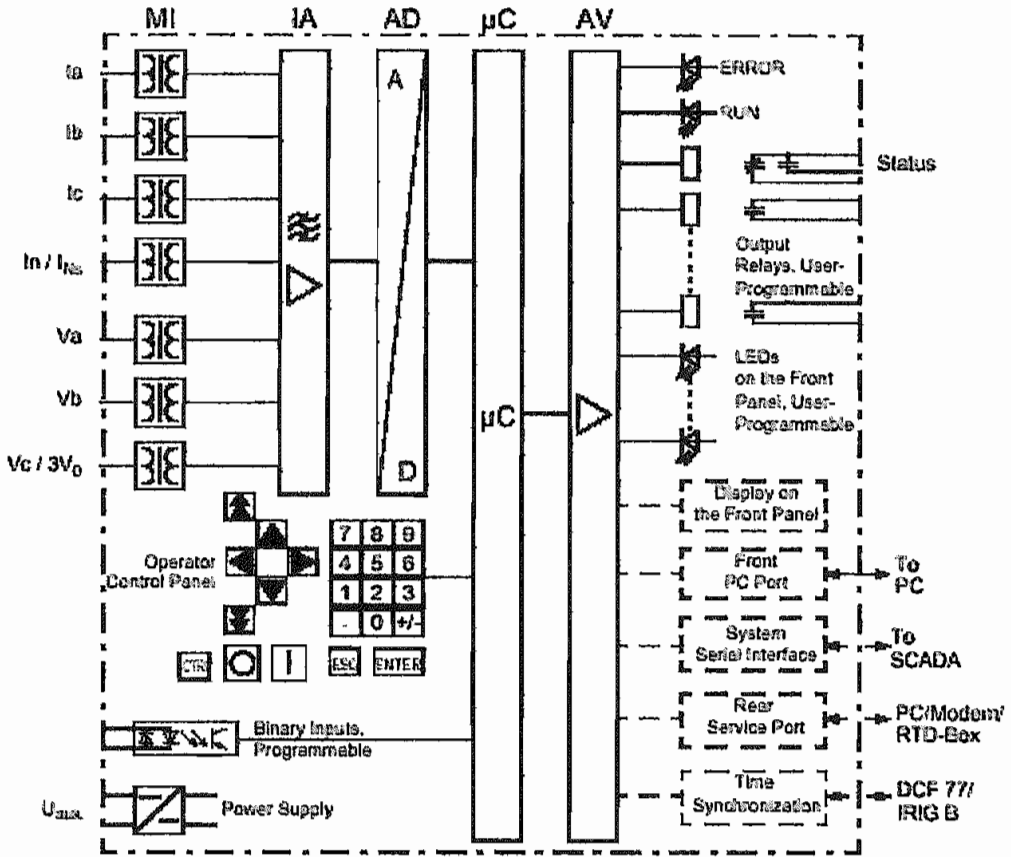 MI IA AD µC AV
Ia
Ib
Ic
In / INs
Va
Vb
Vc / 3V0
A
D
µC
ERROR
RUN
Status
Output
Relays, User-
Programmable
LEDs
on the Front
Panel, User-
Programmable
Display on
the Front Panel
Front
PC Port
To
PC
System
Serial Interface
To
SCADA
Rear
Service Port
PC/Modem/
RTD-Box
Time
Synchronization
DCF 77/
IRIG B
Operator
Control Panel
7 8 9
4 5 6
1 2 3
. 0 +/-
CTRL
ESC
ENTER
Binary Inputs,
Programmable
Power Supply